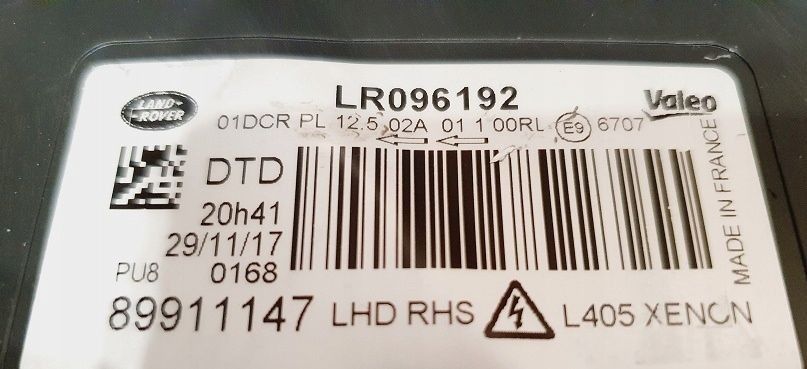 LAND-
-ROVER
LR096192
Valeo
01DCR PL 12.5 02A 01 1 00RL E9 6707
DTD
20h41
29/11/17
PU8 0168
MADE IN FRANCE
89911147 LHD RHS L405 XENON